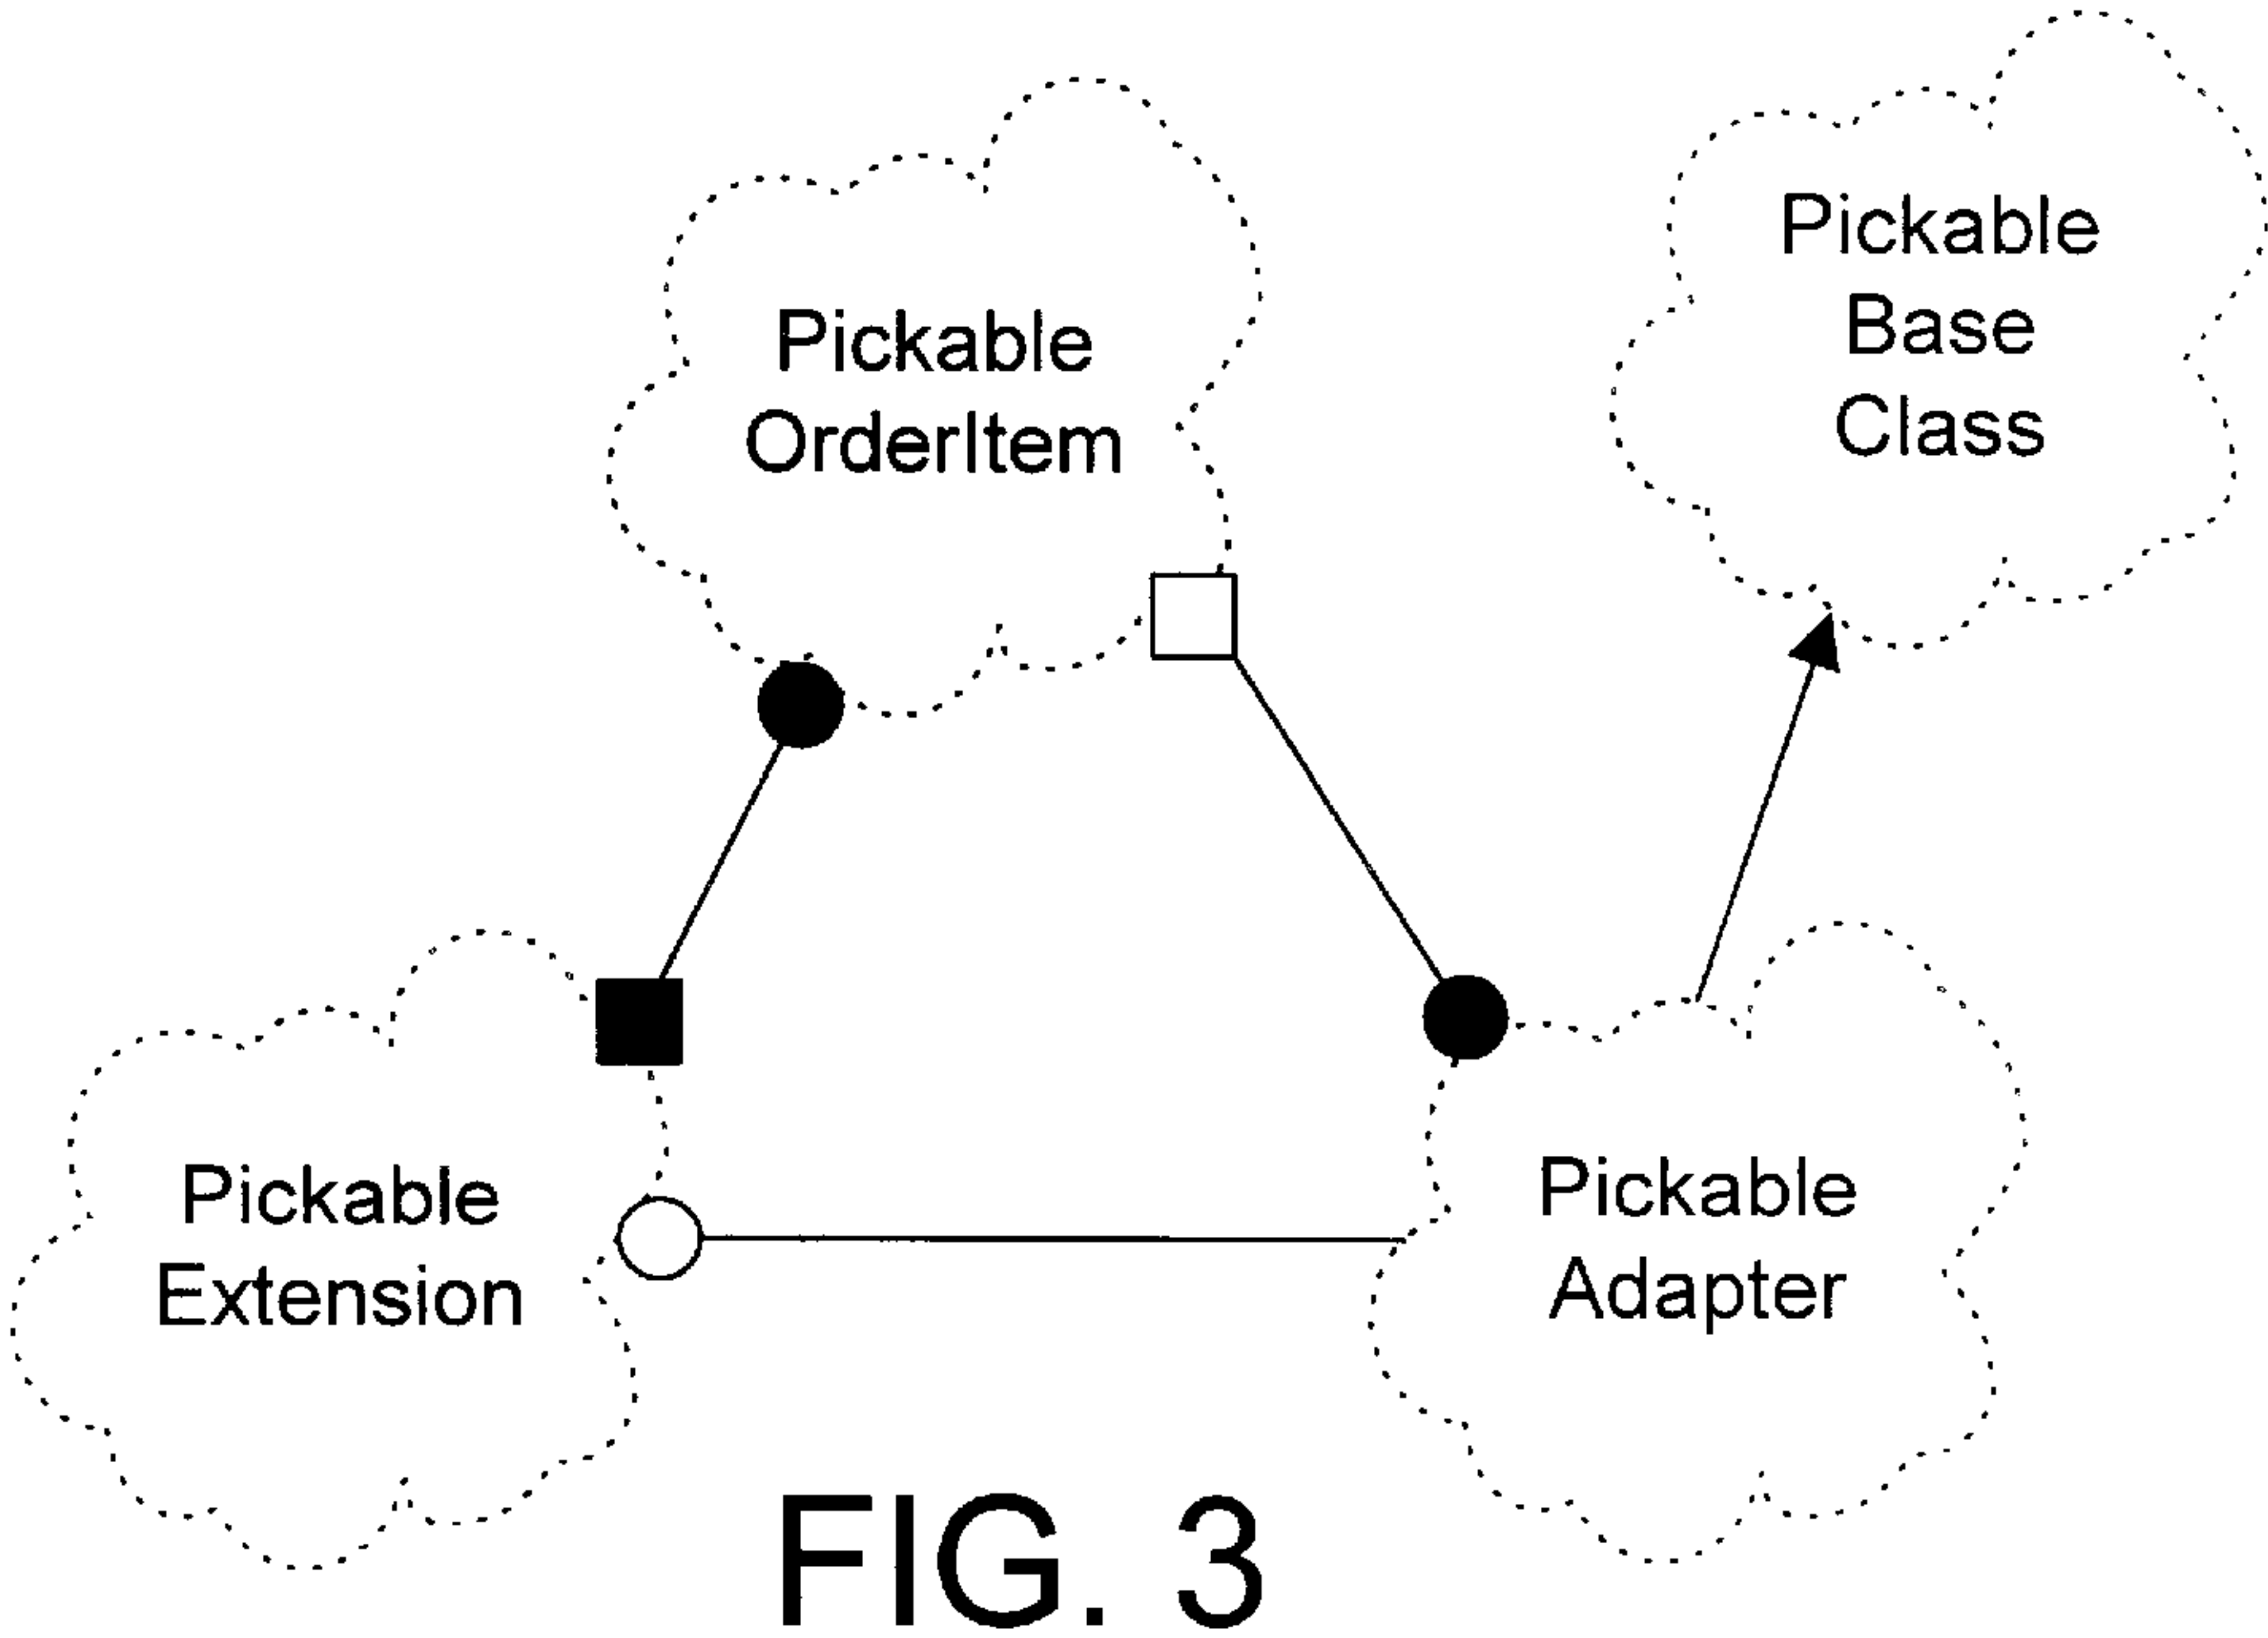 Pickable
Base
Class
Pickable
OrderItem
Pickable
Extension
Pickable
Adapter
FIG. 3